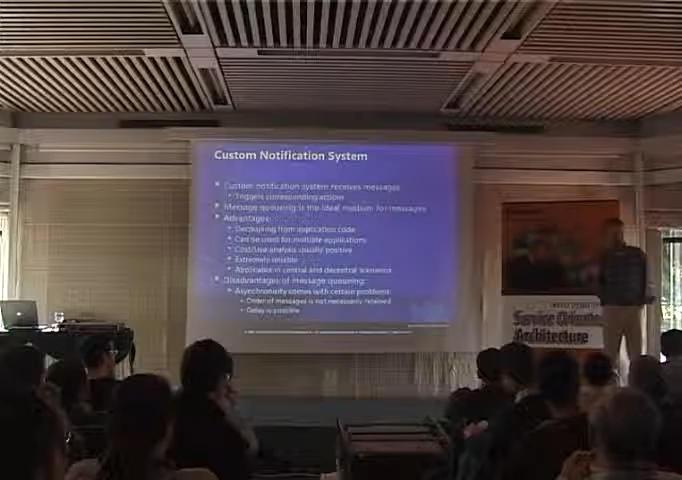 Custom Notification System
Custom notification system receives messages
Triggers corresponding action
Message queueing is the ideal medium for messages
Advantages:
Decoupling from application code
Can be used for multiple applications
Cost/use analysis usually positive
Extremely reliable
Applicable in central and decentral scenarios
Disadvantages of message queueing:
Asynchronity comes with certain problems:
Order of messages is not necessarily received
Delay is possible
Service Oriented
Architecture